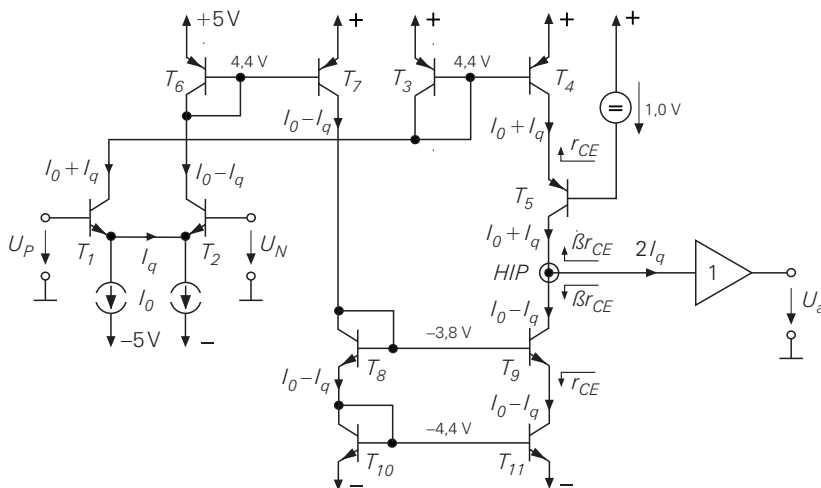 +5V + + + +
T6 4,4 V T7 T3 4,4 V T4
= 1,0 V
I0–Iq I0+Iq rCE
I0+Iq I0–Iq T5
UP T1 Iq T2 UN I0+Iq ßrCE 2Iq 1
I0 HIP ßrCE Ua
–5V – I0–Iq
T8 –3,8 V T9
I0–Iq rCE
I0–Iq
–4,4 V
T10 T11
– –